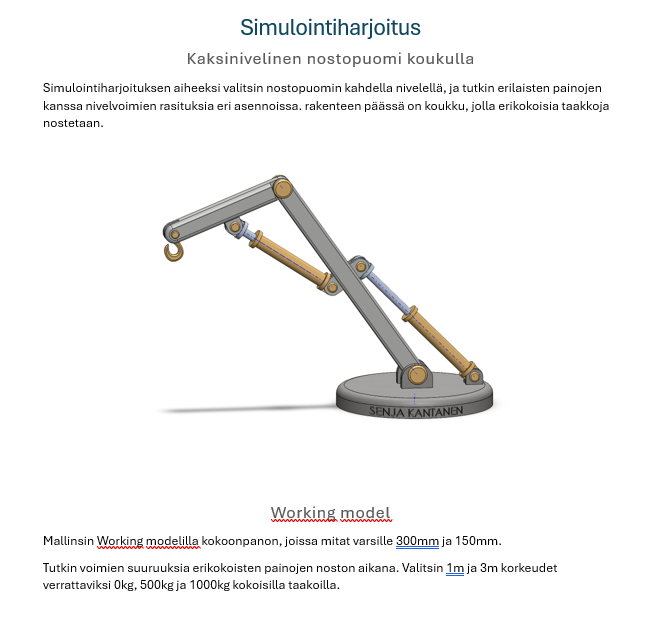 Simulointiharjoitus
Kaksinivelinen nostopuomi koukulla
Simulointiharjoituksen aiheeksi valitsin nostopuomin kahdella nivelellä, ja tutkin erilaisten painojen
kanssa nivelvoimien rasituksia eri asennoissa. rakenteen päässä on koukku, jolla erikokoisia taakkoja
nostetaan.
SENJA KANTANEN
Working model
Mallinsin Working modelilla kokoonpanon, joissa mitat varsille 300mm ja 150mm.
Tutkin voimien suuruuksia erikokoisten painojen noston aikana. Valitsin 1m ja 3m korkeudet
verrattaviksi 0kg, 500kg ja 1000kg kokoisilla taakoilla.